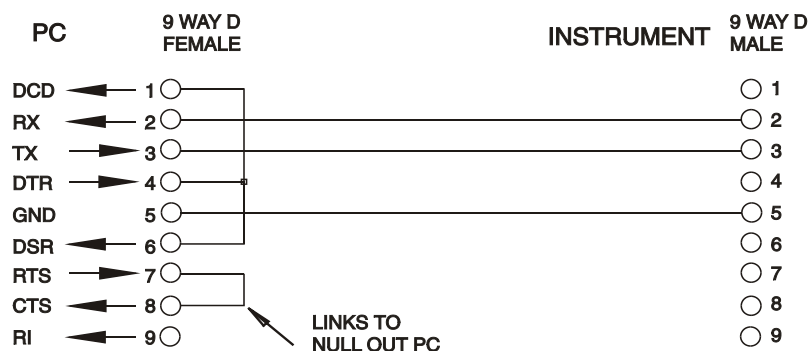 PC
9 WAY D
FEMALE
INSTRUMENT
9 WAY D
MALE
DCD 1 1
RX 2 2
TX 3 3
DTR 4 4
GND 5 5
DSR 6 6
RTS 7 7
CTS 8 8
RI 9 9
LINKS TO
NULL OUT PC